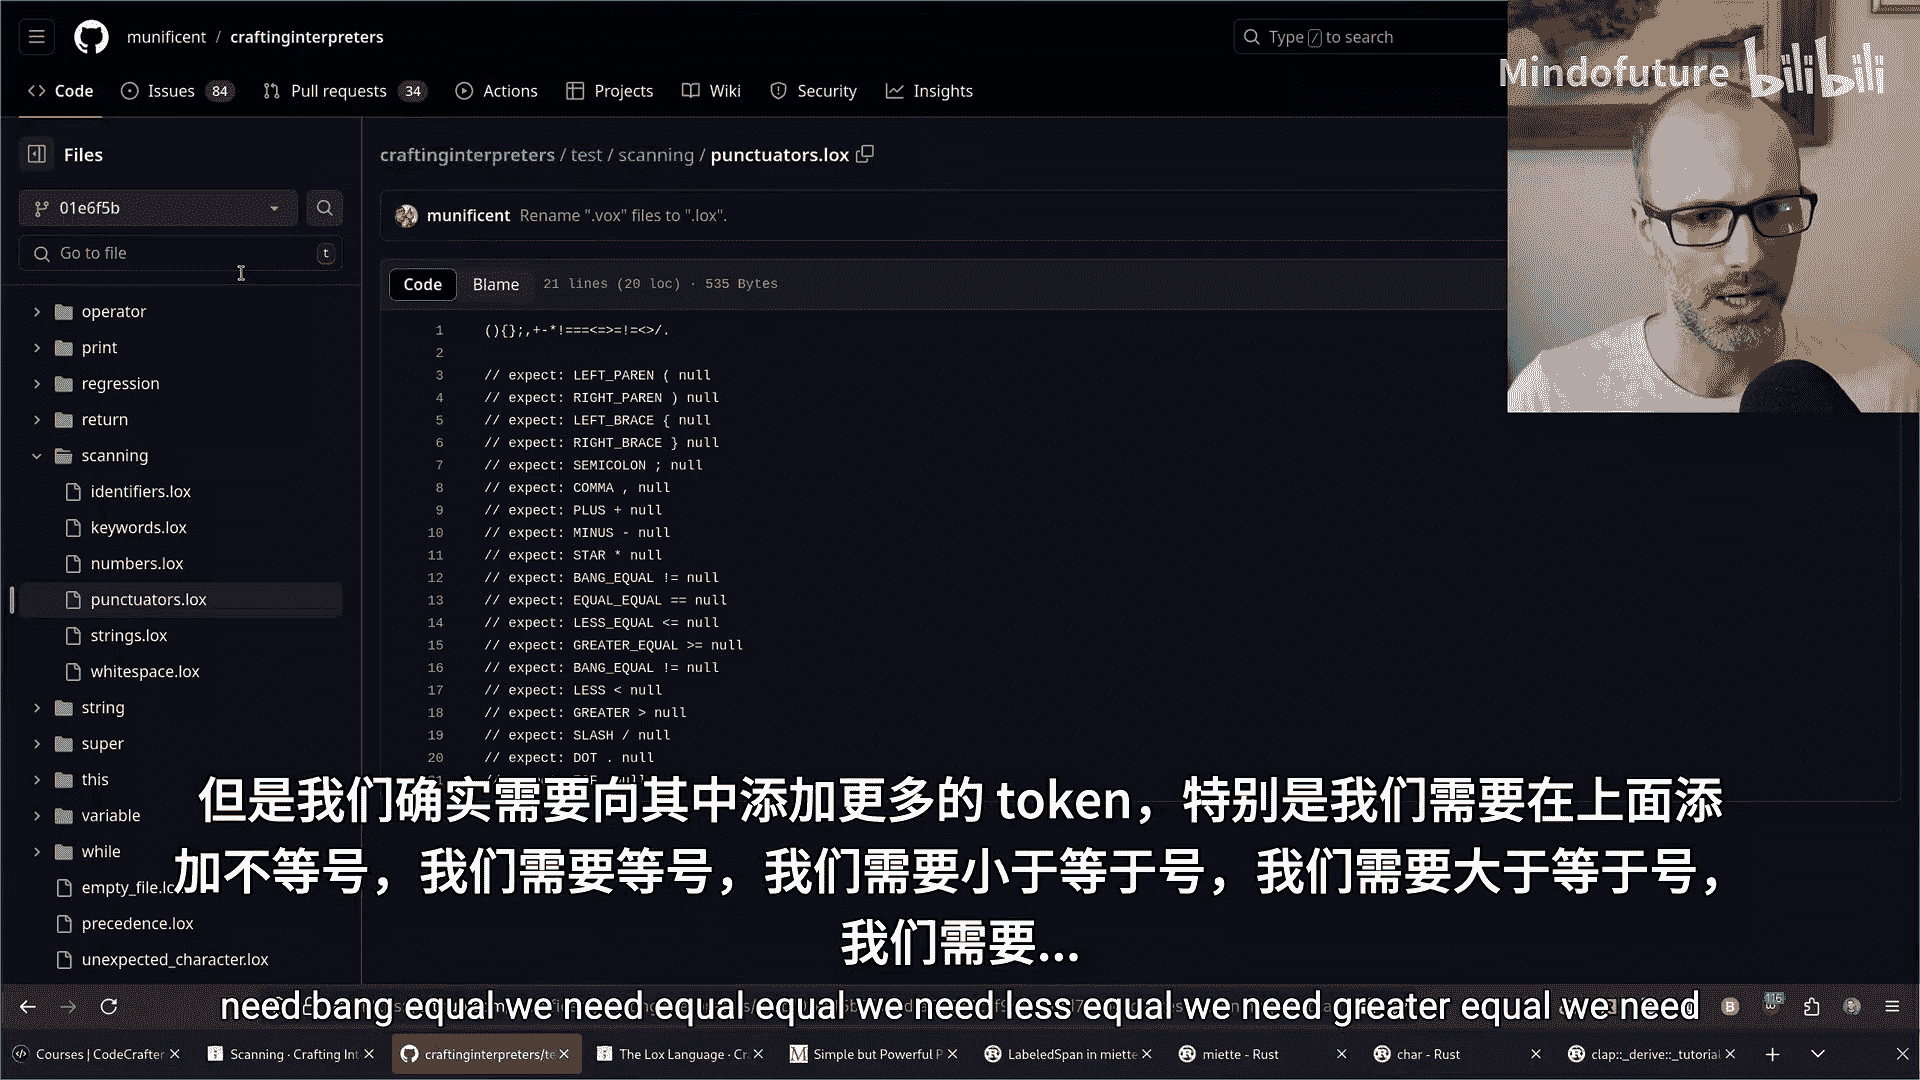 munificent / craftinginterpreters
Type / to search
Mindofuture bilibili
Code
Issues 84
Pull requests 34
Actions
Projects
Wiki
Security
Insights
Files
craftinginterpreters / test / scanning / punctuators.lox
01e6f5b
munificent Rename ".vox" files to ".lox".
Go to file t
Code Blame 21 lines (20 loc) · 535 Bytes
operator
print
regression
return
scanning
identifiers.lox
keywords.lox
numbers.lox
punctuators.lox
strings.lox
whitespace.lox
string
super
this
variable
while
precedence.lox
unexpected_character.lox
1 (){};,+-*!===<=>=!=<>/.
2
3 // expect: LEFT_PAREN ( null
4 // expect: RIGHT_PAREN ) null
5 // expect: LEFT_BRACE { null
6 // expect: RIGHT_BRACE } null
7 // expect: SEMICOLON ; null
8 // expect: COMMA , null
9 // expect: PLUS + null
10 // expect: MINUS - null
11 // expect: STAR * null
12 // expect: BANG_EQUAL != null
13 // expect: EQUAL_EQUAL == null
14 // expect: LESS_EQUAL <= null
15 // expect: GREATER_EQUAL >= null
16 // expect: BANG_EQUAL != null
17 // expect: LESS < null
18 // expect: GREATER > null
19 // expect: SLASH / null
20 // expect: DOT . null
但是我们确实需要向其中添加更多的 token，特别是我们需要在上面添
加不等号，我们需要等号，我们需要小于等于号，我们需要大于等于号，
我们需要...
need bang equal we need equal equal we need less equal we need greater equal we need
B
116
Courses | CodeCrafter
Scanning · Crafting Int
craftinginterpreters/te
The Lox Language · Cr
Simple but Powerful P
LabeledSpan in miette
miette - Rust
char - Rust
clap::_derive::_tutorial